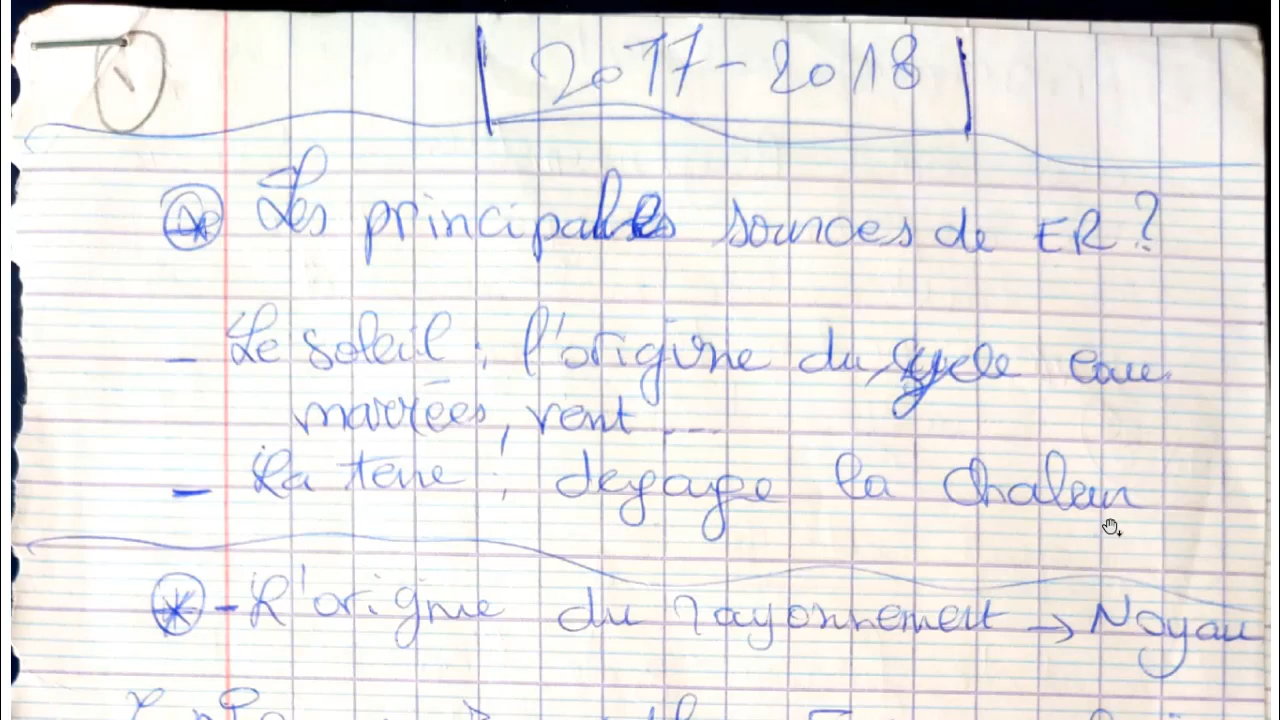 2017-2018
Les principales sources de ER ?
- Le soleil : l'origine du cycle eau
marrées, vent ...
- La terre : degage la chaleur
- L'origine du rayonnement → Noyau